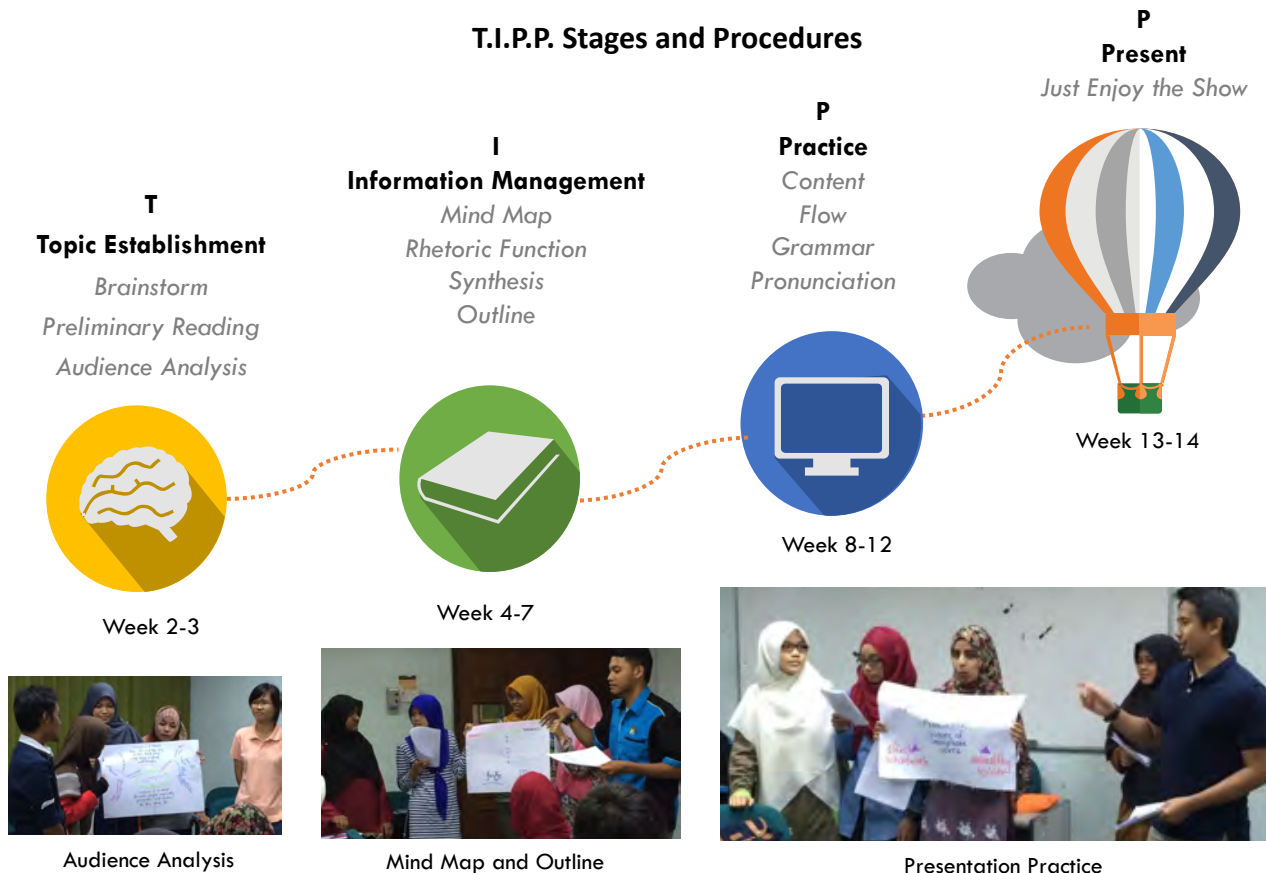 T.I.P.P. Stages and Procedures
T
Topic Establishment
Brainstorm
Preliminary Reading
Audience Analysis
Week 2-3
I
Information Management
Mind Map
Rhetoric Function
Synthesis
Outline
Week 4-7
P
Practice
Content
Flow
Grammar
Pronunciation
Week 8-12
P
Present
Just Enjoy the Show
Week 13-14
Audience Analysis
Mind Map and Outline
Presentation Practice